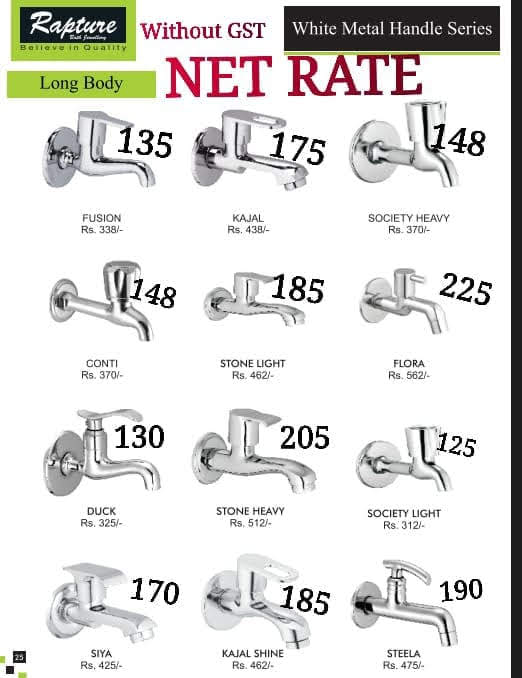 Rapture
Bath Jewellery
Believe in Quality
Without GST
White Metal Handle Series
Long Body
NET RATE
135
175
148
FUSION
Rs. 338/-
KAJAL
Rs. 438/-
SOCIETY HEAVY
Rs. 370/-
148
185
225
CONTI
Rs. 370/-
STONE LIGHT
Rs. 462/-
FLORA
Rs. 562/-
130
205
125
DUCK
Rs. 325/-
STONE HEAVY
Rs. 512/-
SOCIETY LIGHT
Rs. 312/-
170
185
190
SIYA
Rs, 425/-
KAJAL SHINE
Rs. 462/-
STEELA
Rs. 475/-
25